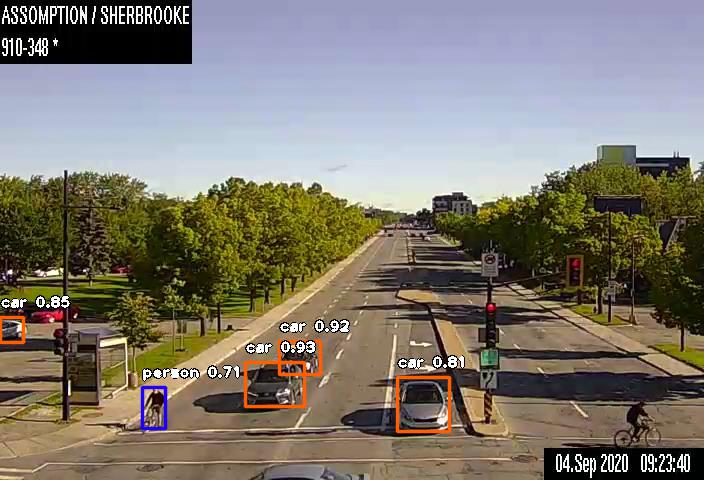 ASSOMPTION / SHERBROOKE
910-348 *
car 0.85
car 0.92
car 0.93
car 0.81
person 0.71
04.Sep 2020 09:23:40